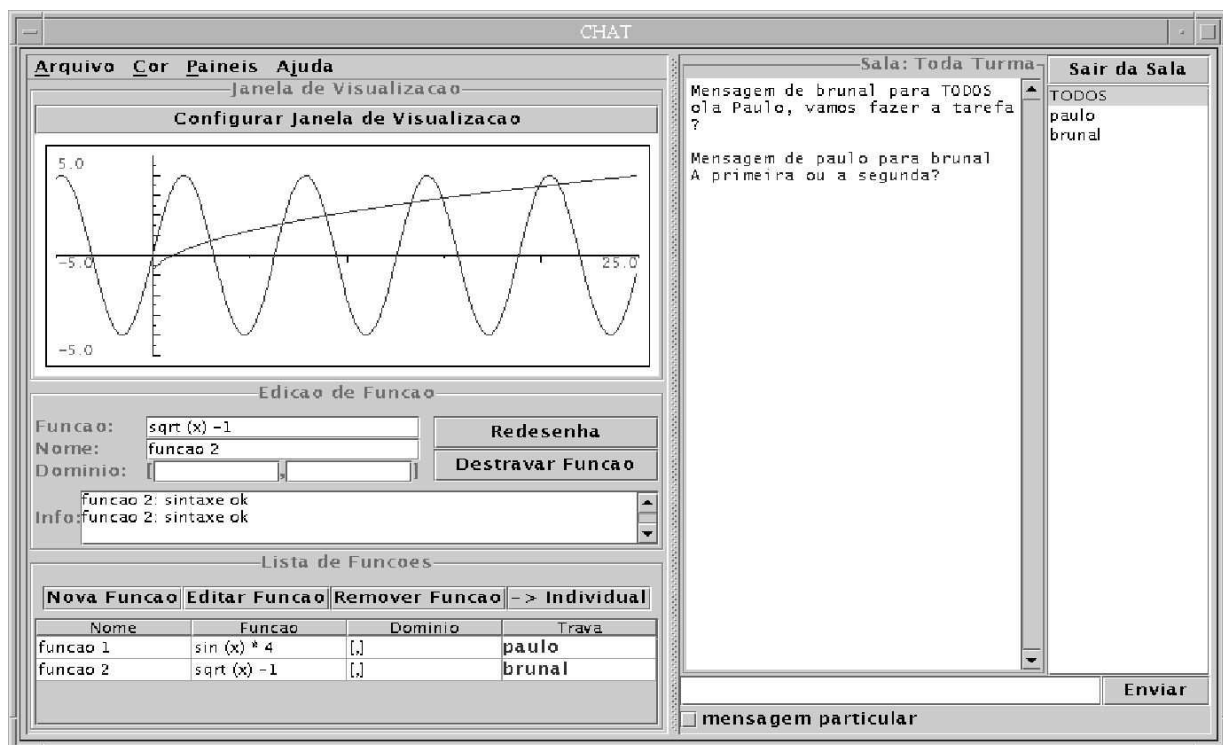 CHAT
Arquivo Cor Paineis Ajuda
Janela de Visualizacao
Configurar Janela de Visualizacao
5.0
-5.0 25.0
-5.0
Edicao de Funcao
Funcao: sqrt (x) -1
Redesenha
Nome: funcao 2
Dominio: [ , ]
Destravar Funcao
Info:
funcao 2: sintaxe ok
funcao 2: sintaxe ok
Lista de Funcoes
Nova Funcao Editar Funcao Remover Funcao -> Individual
Nome Funcao Dominio Trava
funcao 1 sin (x) * 4 [,] paulo
funcao 2 sqrt (x) -1 [,] brunal
Sala: Toda Turma
Mensagem de brunal para TODOS
ola Paulo, vamos fazer a tarefa
?
Mensagem de paulo para brunal
A primeira ou a segunda?
Sair da Sala
TODOS
paulo
brunal
Enviar
mensagem particular